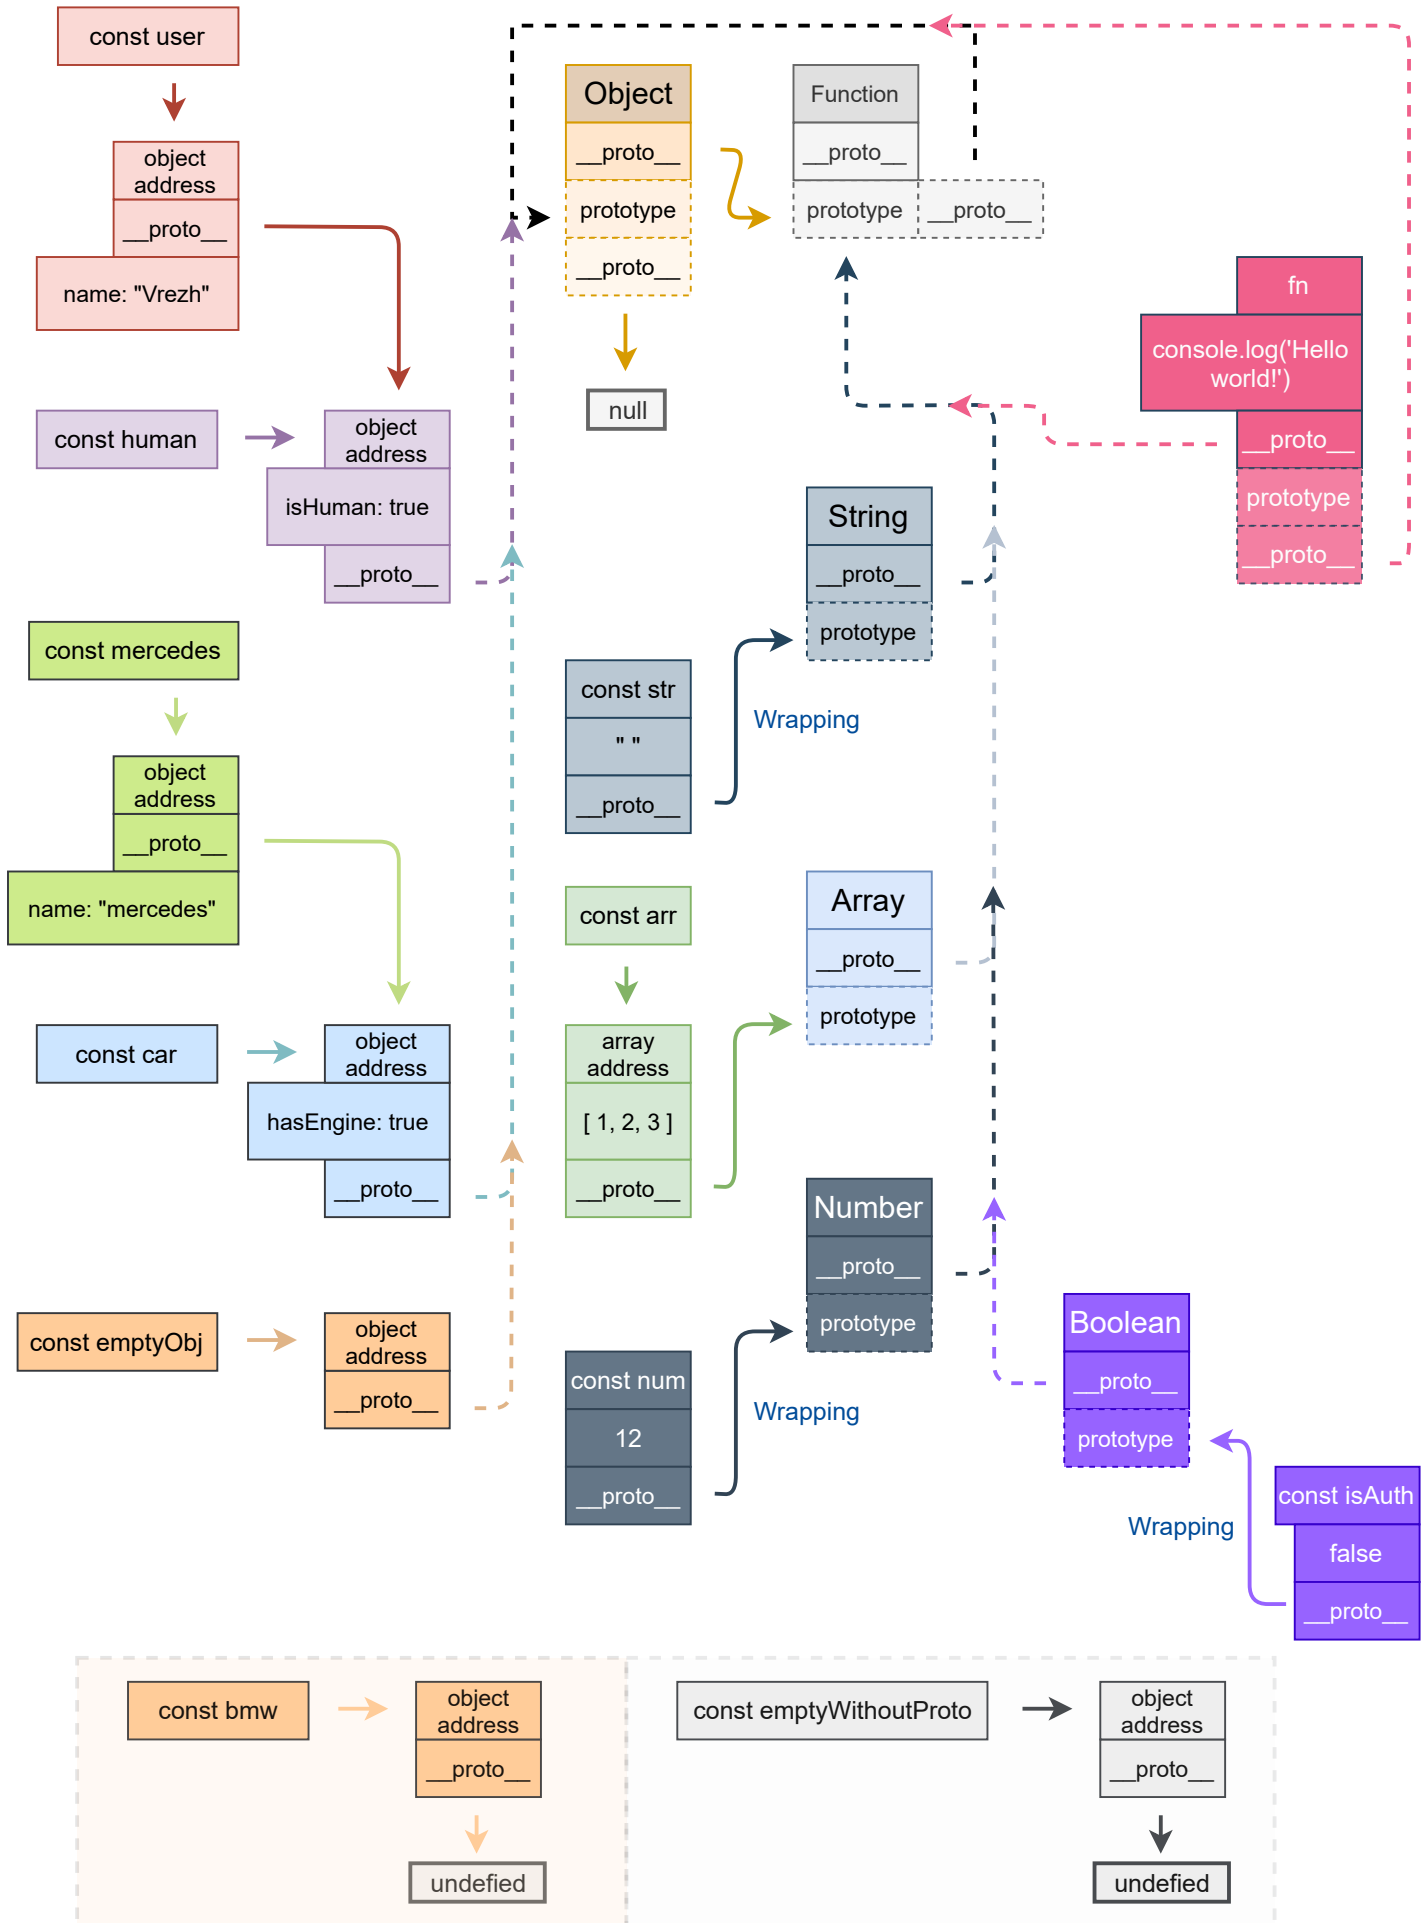 const user
object
address
__proto__
name: "Vrezh"
const human
object
address
isHuman: true
__proto__
const mercedes
object
address
__proto__
name: "mercedes"
const car
object
address
hasEngine: true
__proto__
const emptyObj
object
address
__proto__
Object
__proto__
prototype
__proto__
null
Function
__proto__
prototype
__proto__
fn
console.log('Hello
world!')
__proto__
prototype
__proto__
String
__proto__
prototype
const str
" "
__proto__
Wrapping
const arr
array
address
[ 1, 2, 3 ]
__proto__
Array
__proto__
prototype
Number
__proto__
prototype
const num
12
__proto__
Wrapping
Boolean
__proto__
prototype
const isAuth
false
__proto__
Wrapping
const bmw
object
address
__proto__
undefied
const emptyWithoutProto
object
address
__proto__
undefied